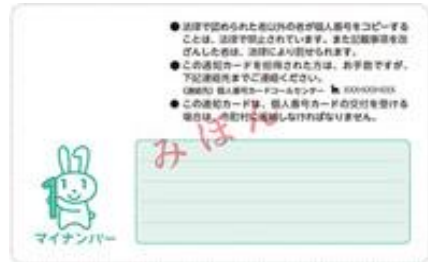 ●法律で認められた者以外の者が個人番号をコピーする
ことは、法律で禁止されています。また記載事項を改
ざんした者は、法律により罰せられます。
●この通知カードを拾得された方は、お手数ですが、
下記連絡先までご連絡ください。
(連絡先) 個人番号カードコールセンター
●この通知カードは、個人番号カードの交付を受ける
場合は、市町村に返納しなければなりません。
みほん
マイナンバー